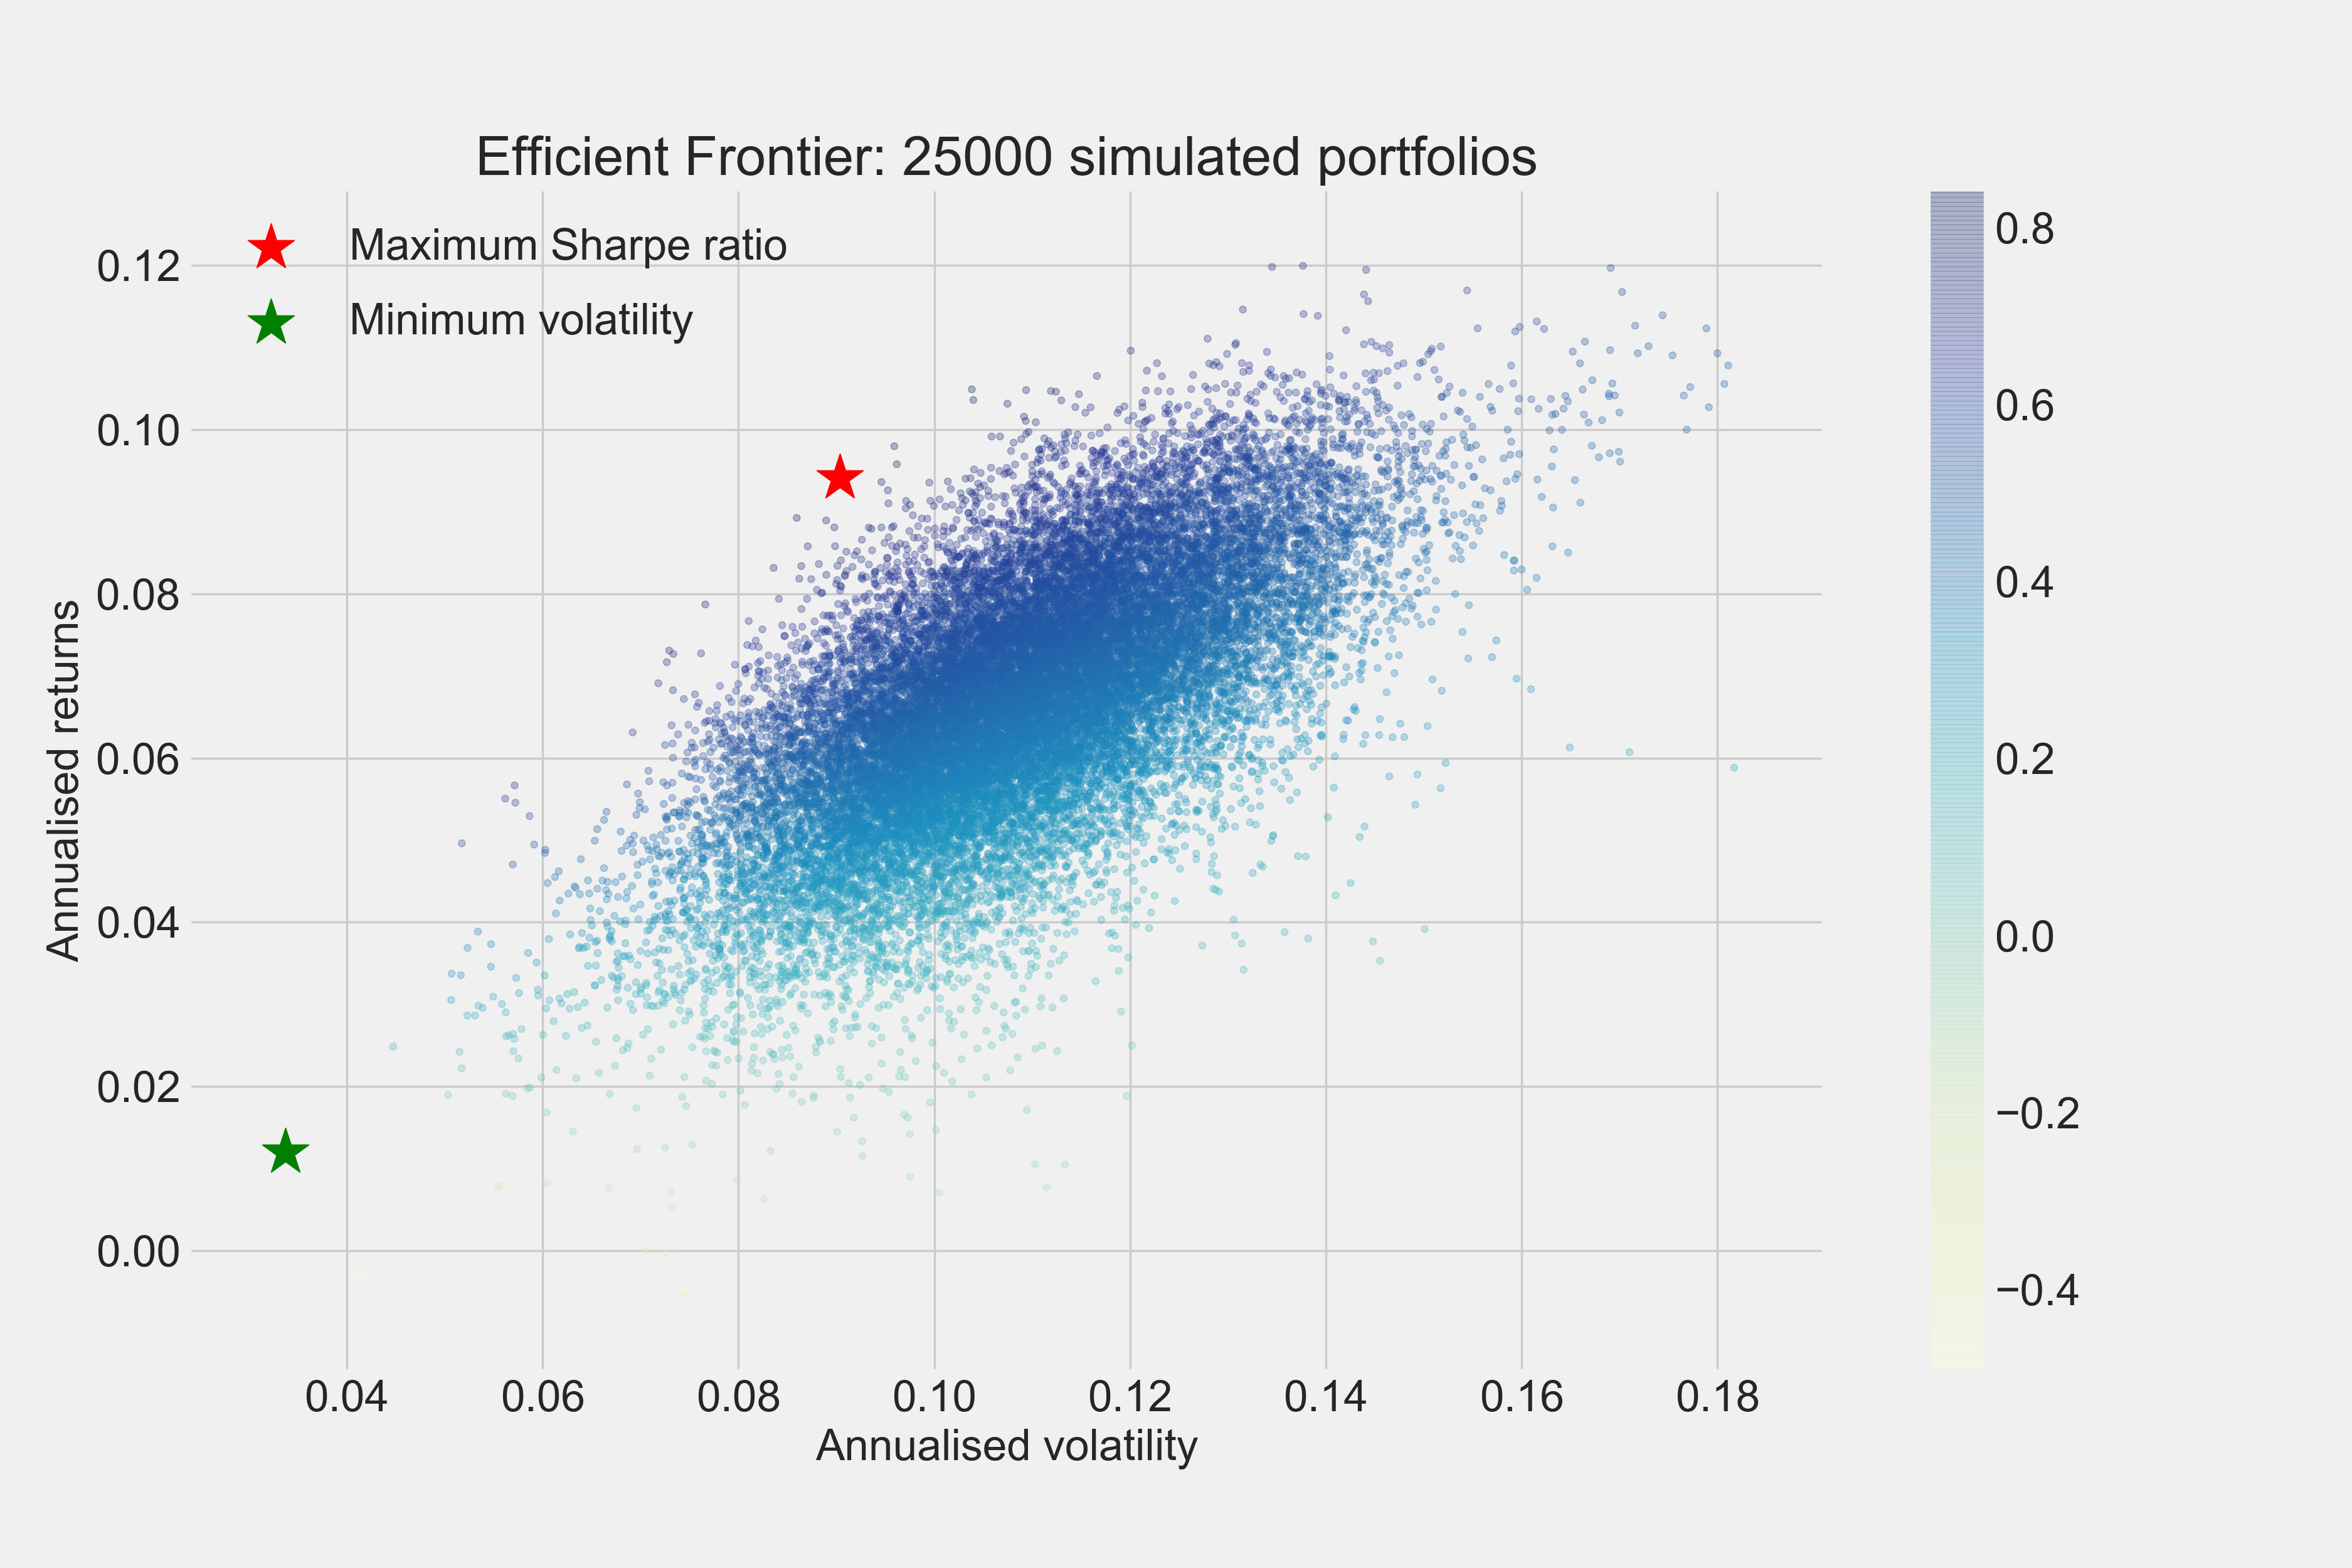 Efficient Frontier: 25000 simulated portfolios
Maximum Sharpe ratio
Minimum volatility
0.12
0.10
0.08
0.06
0.04
0.02
0.00
Annualised returns
0.04 0.06 0.08 0.10 0.12 0.14 0.16 0.18
Annualised volatility
0.8
0.6
0.4
0.2
0.0
−0.2
−0.4